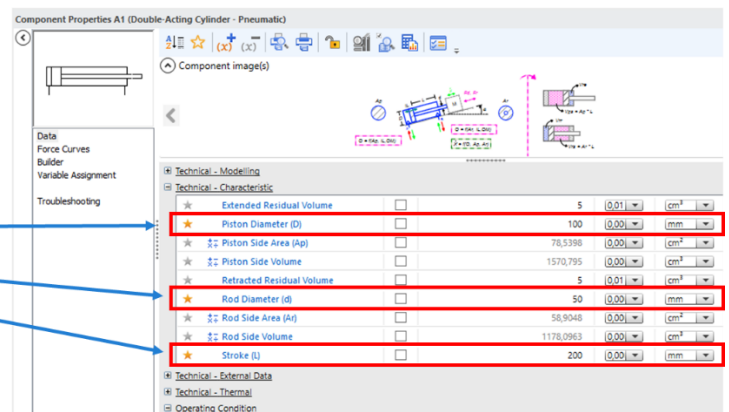 Component Properties A1 (Double-Acting Cylinder - Pneumatic)
Component image(s)
Data
Force Curves
Builder
Variable Assignment
Troubleshooting
Technical - Modelling
Technical - Characteristic
Extended Residual Volume 5 0,01 cm³
Piston Diameter (D) 100 0,00 mm
Piston Side Area (Ap) 78,5398 0,00 cm²
Piston Side Volume 1570,795 0,00 cm³
Retracted Residual Volume 5 0,01 cm³
Rod Diameter (d) 50 0,00 mm
Rod Side Area (Ar) 58,9048 0,00 cm²
Rod Side Volume 1178,0963 0,00 cm³
Stroke (L) 200 0,00 mm
Technical - External Data
Technical - Thermal
Operating Condition